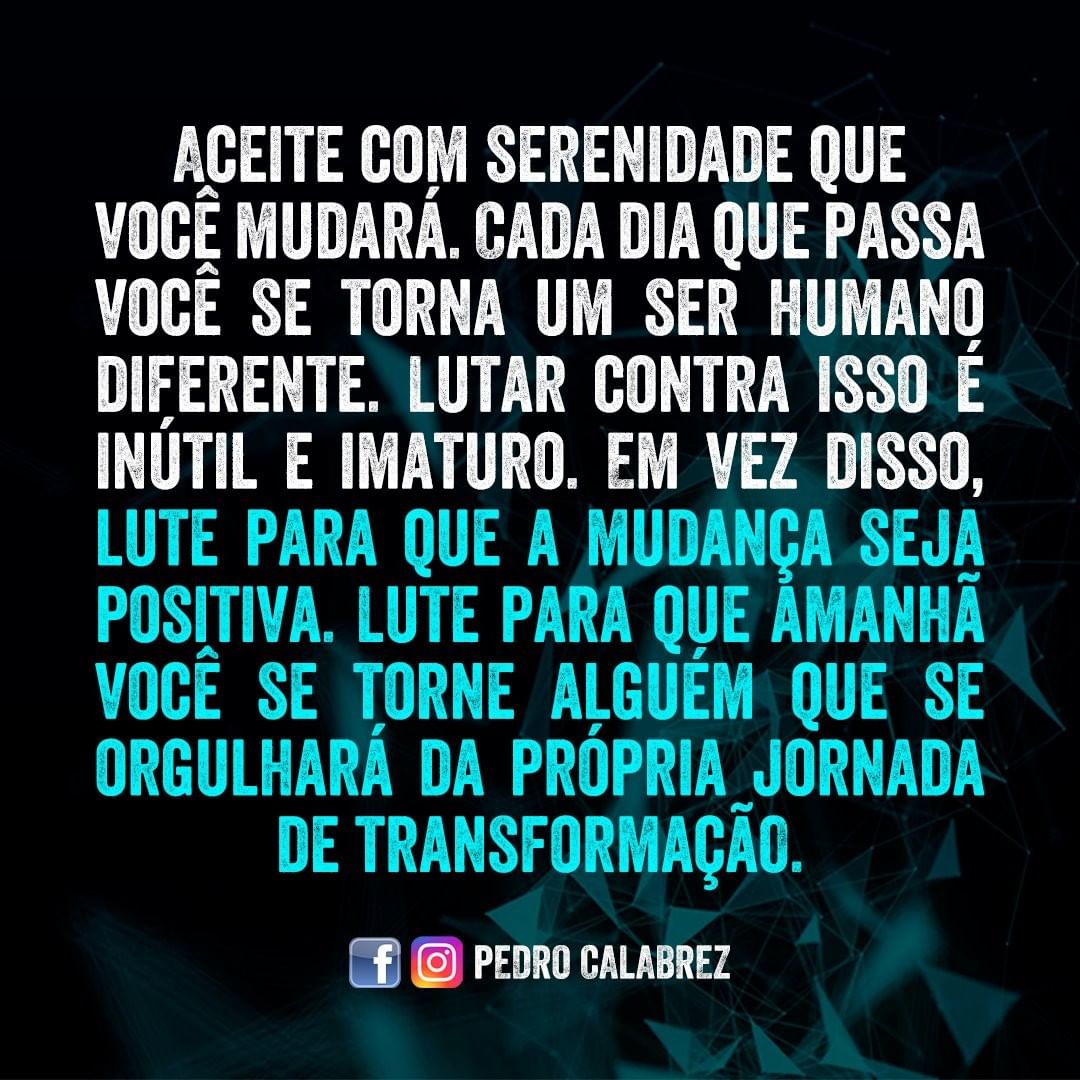 ACEITE COM SERENIDADE QUE
VOCÊ MUDARÁ. CADA DIA QUE PASSA
VOCÊ SE TORNA UM SER HUMANO
DIFERENTE. LUTAR CONTRA ISSO É
INÚTIL E IMATURO. EM VEZ DISSO,
LUTE PARA QUE A MUDANÇA SEJA
POSITIVA. LUTE PARA QUE AMANHÃ
VOCÊ SE TORNE ALGUÉM QUE SE
ORGULHARÁ DA PRÓPRIA JORNADA
DE TRANSFORMAÇÃO.
PEDRO CALABREZ